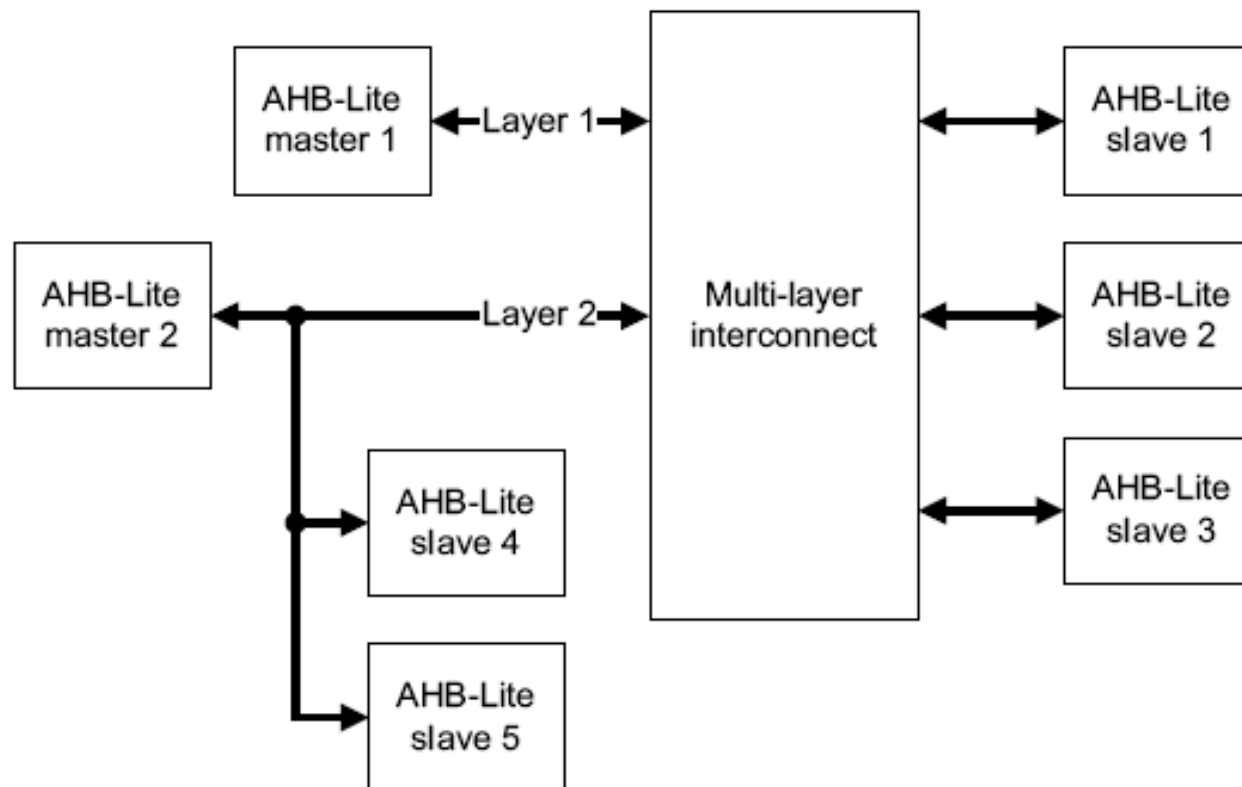 AHB-Lite
master 1
Layer 1
AHB-Lite
slave 1
AHB-Lite
master 2
Layer 2
Multi-layer
interconnect
AHB-Lite
slave 2
AHB-Lite
slave 3
AHB-Lite
slave 4
AHB-Lite
slave 5